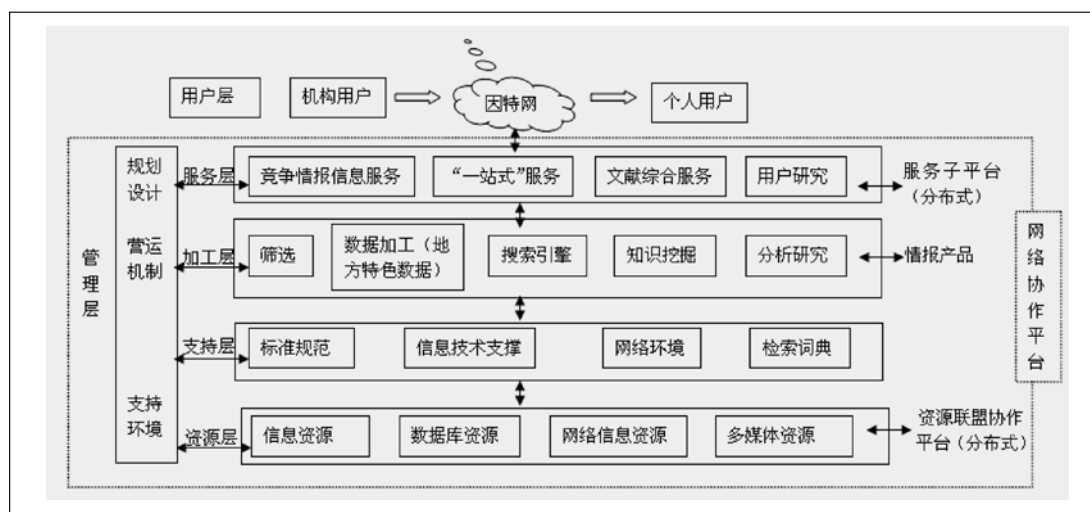 用户层
机构用户
因特网
个人用户
管理层
规划
设计
营运
机制
支持
环境
服务层
竞争情报信息服务
“一站式”服务
文献综合服务
用户研究
服务子平台
（分布式）
加工层
筛选
数据加工（地
方特色数据）
搜索引擎
知识挖掘
分析研究
情报产品
支持层
标准规范
信息技术支撑
网络环境
检索词典
资源层
信息资源
数据库资源
网络信息资源
多媒体资源
资源联盟协作
平台（分布式）
网络协作平台